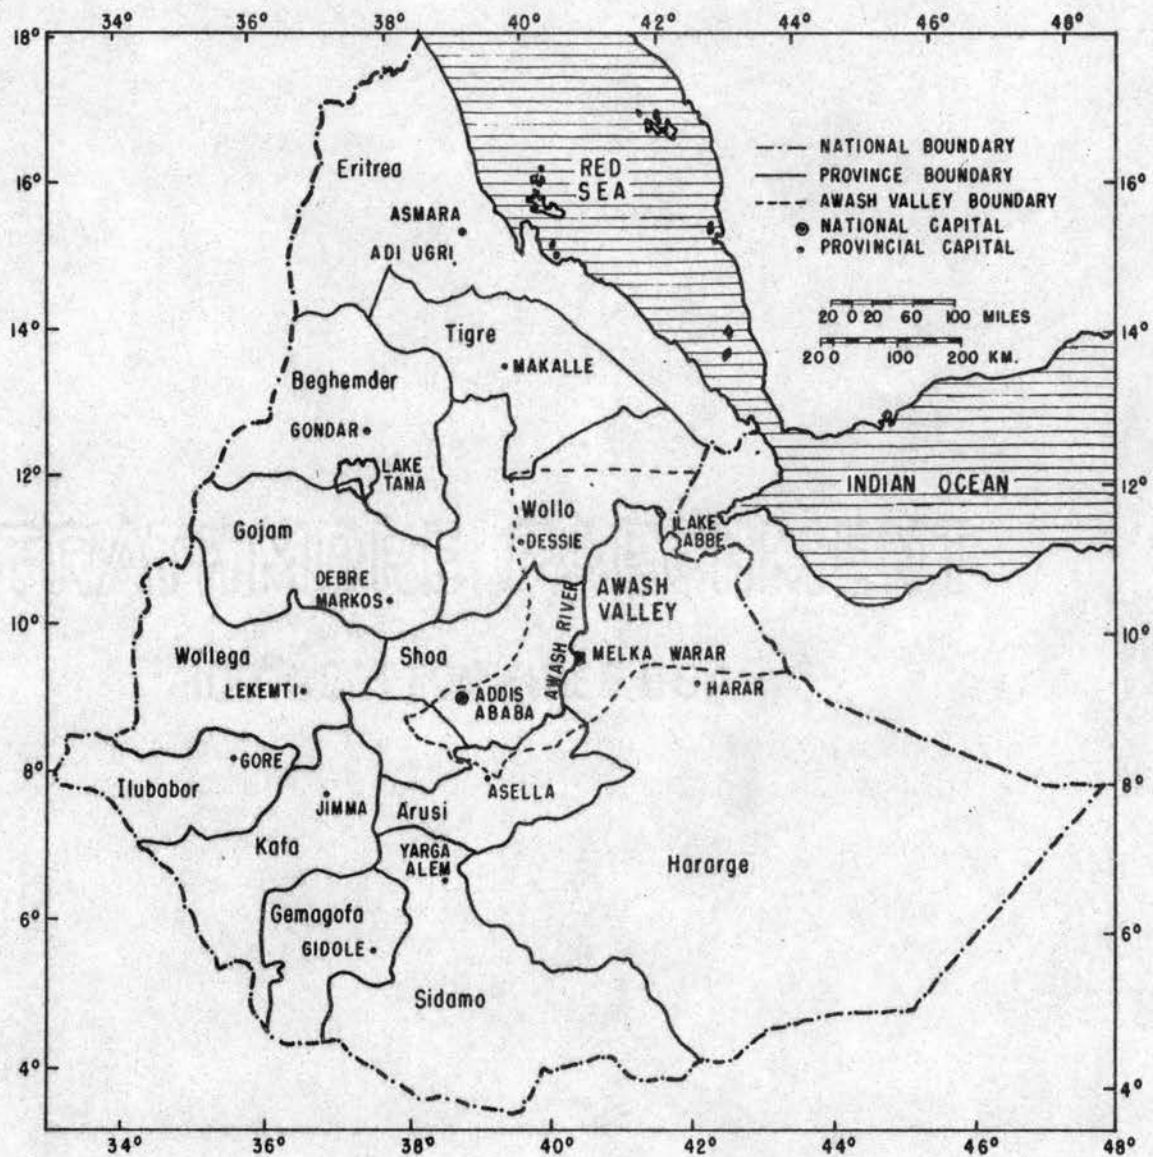 38° 40° 42° 44° 46° 48°
18°
16° 16°
14° 14°
12° 12°
10° 10°
8° 8°
6° 6°
4° 4°
34° 36° 38° 40° 42° 44° 46° 48°
NATIONAL BOUNDARY
PROVINCE BOUNDARY
AWASH VALLEY BOUNDARY
NATIONAL CAPITAL
PROVINCIAL CAPITAL
20 0 20 60 100 MILES
20 0 100 200 KM.
RED
SEA
Eritrea
ASMARA
ADI UGRI
Tigre
MAKALLE
Beghemder
GONDAR
LAKE
TANA
INDIAN OCEAN
Wollo
DESSIE
LAKE
ABBE
Gojam
DEBRE
MARKOS
AWASH
VALLEY
AWASH RIVER
MELKA WARAR
HARAR
Wollega
LEKEMTI
Shoa
ADDIS
ABABA
GORE
Ilubabor
JIMMA
Arusi
ASELLA
Kafa
YARGA
ALEM
Hararge
Gemagofa
GIDOLE
Sidamo